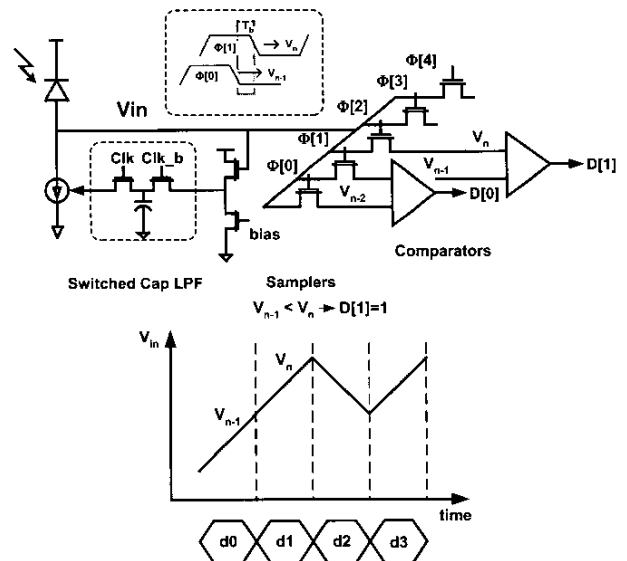 T_b
Φ[1]
V_n
Φ[0]
V_n-1
Φ[4]
Φ[3]
Vin
Φ[2]
Φ[1]
V_n
Clk Clk_b
Φ[0]
V_n-1
D[1]
V_n-2
D[0]
bias
Comparators
Switched Cap LPF
Samplers
V_n-1 < V_n → D[1]=1
V_in
V_n
V_n-1
time
d0 d1 d2 d3